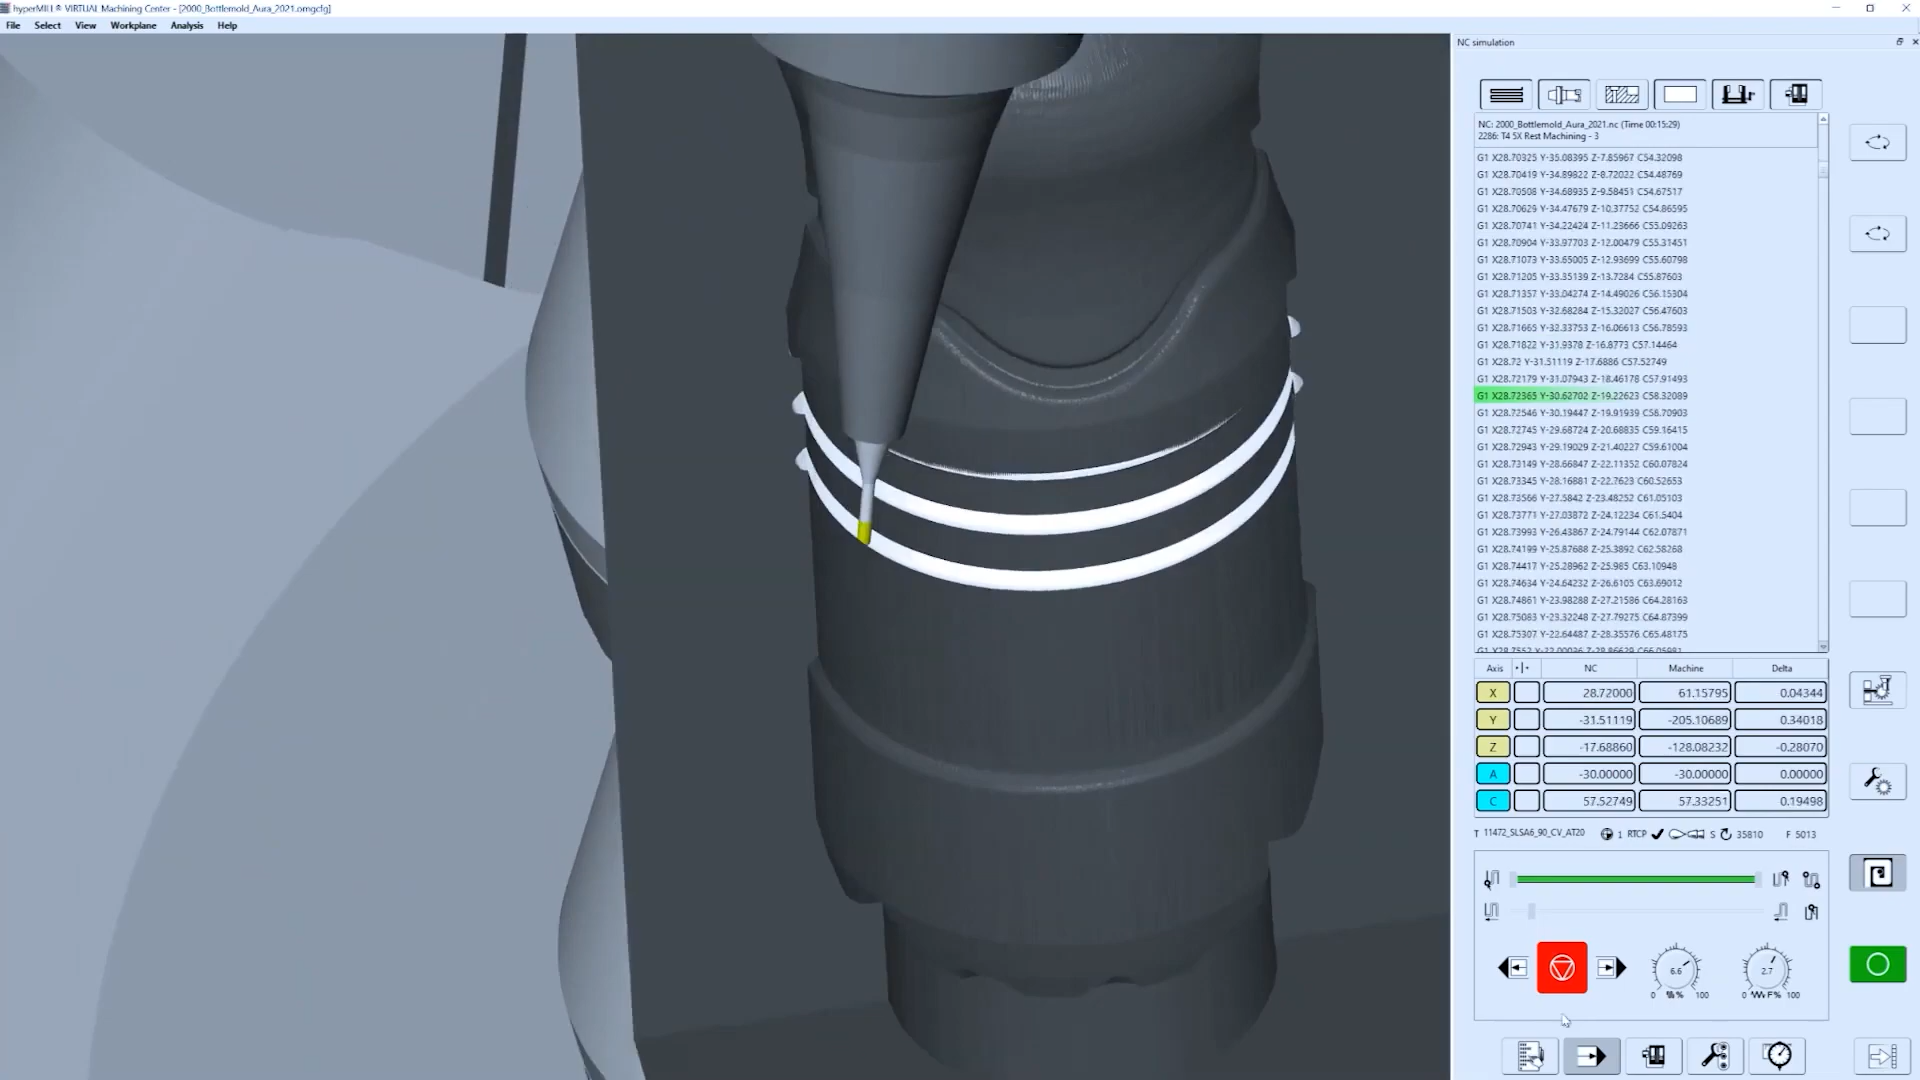 hyperMILL® VIRTUAL Machining Center - [2000_Bottlemold_Aura_2021.omgcfg]
File Select View Workplane Analysis Help
NC simulation
NC: 2000_Bottlemold_Aura_2021.nc (Time 00:15:29)
2286: T4 5X Rest Machining - 3
G1 X28.70325 Y-35.08395 Z-7.85967 C54.32098
G1 X28.70419 Y-34.89822 Z-8.72022 C54.48769
G1 X28.70508 Y-34.68935 Z-9.58451 C54.67517
G1 X28.70629 Y-34.47679 Z-10.37752 C54.86595
G1 X28.70741 Y-34.22424 Z-11.23666 C55.09263
G1 X28.70904 Y-33.97703 Z-12.00479 C55.31451
G1 X28.71073 Y-33.65005 Z-12.93699 C55.60798
G1 X28.71205 Y-33.35139 Z-13.7284 C55.87603
G1 X28.71357 Y-33.04274 Z-14.49026 C56.15304
G1 X28.71503 Y-32.68284 Z-15.32027 C56.47603
G1 X28.71665 Y-32.33753 Z-16.06613 C56.78593
G1 X28.71822 Y-31.9378 Z-16.8773 C57.14464
G1 X28.72 Y-31.51119 Z-17.6886 C57.52749
G1 X28.72179 Y-31.07943 Z-18.46178 C57.91493
G1 X28.72365 Y-30.62702 Z-19.22623 C58.32089
G1 X28.72546 Y-30.19447 Z-19.91939 C58.70903
G1 X28.72745 Y-29.68724 Z-20.68835 C59.16415
G1 X28.72943 Y-29.19029 Z-21.40227 C59.61004
G1 X28.73149 Y-28.66847 Z-22.11352 C60.07824
G1 X28.73345 Y-28.16881 Z-22.7623 C60.52653
G1 X28.73566 Y-27.5842 Z-23.48252 C61.05103
G1 X28.73771 Y-27.03872 Z-24.12234 C61.5404
G1 X28.73993 Y-26.43867 Z-24.79144 C62.07871
G1 X28.74199 Y-25.87688 Z-25.3892 C62.58268
G1 X28.74417 Y-25.28962 Z-25.985 C63.10948
G1 X28.74634 Y-24.64232 Z-26.6105 C63.69012
G1 X28.74861 Y-23.98288 Z-27.21586 C64.28163
G1 X28.75083 Y-23.32248 Z-27.79275 C64.87399
G1 X28.75307 Y-22.64487 Z-28.35576 C65.48175
Axis NC Machine Delta
X 28.72000 61.15795 0.04344
Y -31.51119 -205.10689 0.34018
Z -17.68860 -128.08232 -0.28070
A -30.00000 -30.00000 0.00000
C 57.52749 57.33251 0.19498
T 11472_SLSA6_90_CV_AT20 1 RTCP S 35810 F 5013
6.6 2.7
0 % 100 0 F% 100